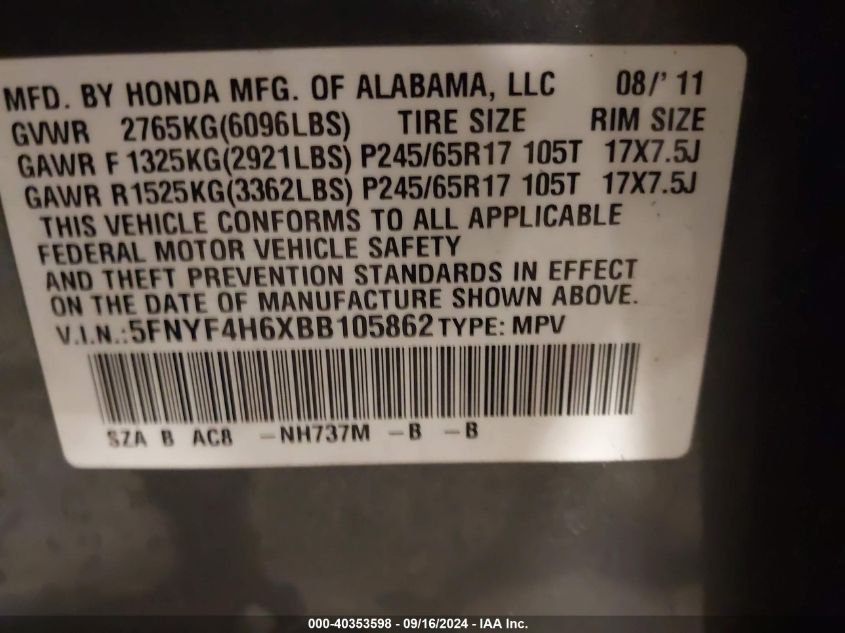 MFD. BY HONDA MFG. OF ALABAMA, LLC 08/' 11
GVWR 2765KG(6096LBS) TIRE SIZE RIM SIZE
GAWR F1325KG(2921LBS) P245/65R17 105T 17X7.5J
GAWR R1525KG(3362LBS) P245/65R17 105T 17X7.5J
THIS VEHICLE CONFORMS TO ALL APPLICABLE
FEDERAL MOTOR VEHICLE SAFETY
AND THEFT PREVENTION STANDARDS IN EFFECT
ON THE DATE OF MANUFACTURE SHOWN ABOVE.
V.I.N.:5FNYF4H6XBB105862 TYPE: MPV
SZA B AC8 -NH737M -B -B
000-40353598 - 09/16/2024 - IAA Inc.